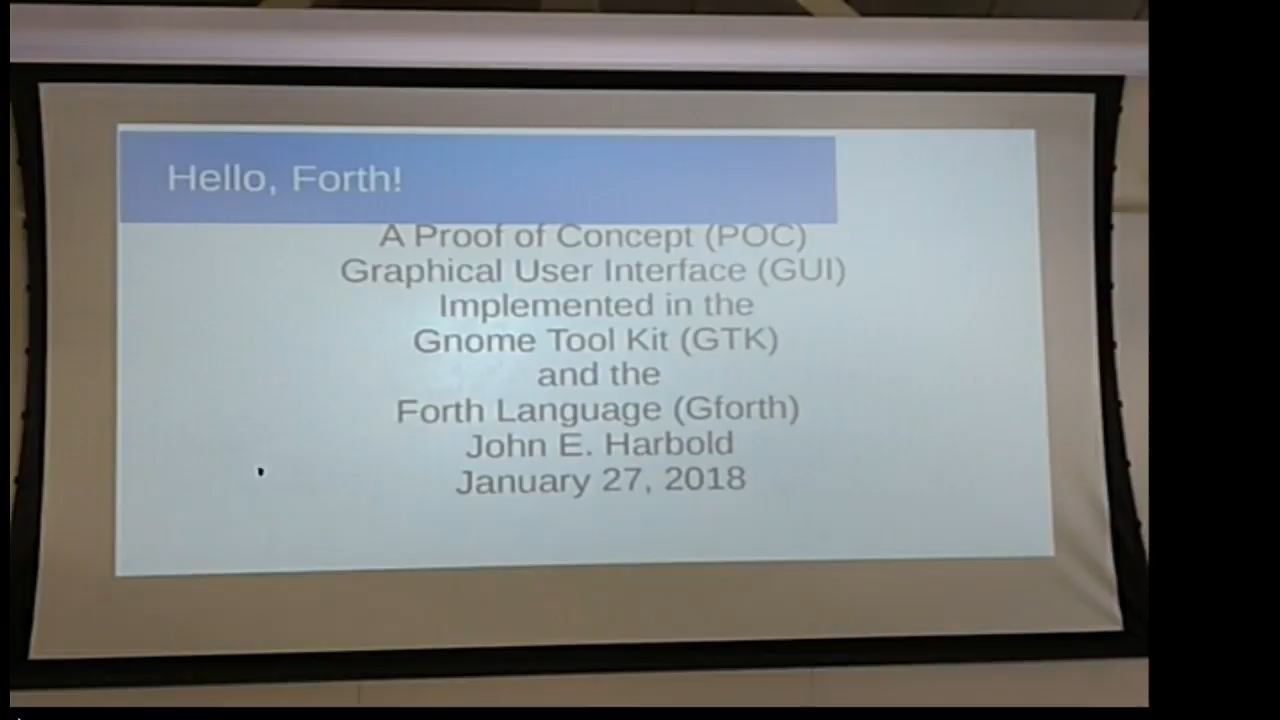 Hello, Forth!
A Proof of Concept (POC)
Graphical User Interface (GUI)
Implemented in the
Gnome Tool Kit (GTK)
and the
Forth Language (Gforth)
John E. Harbold
January 27, 2018